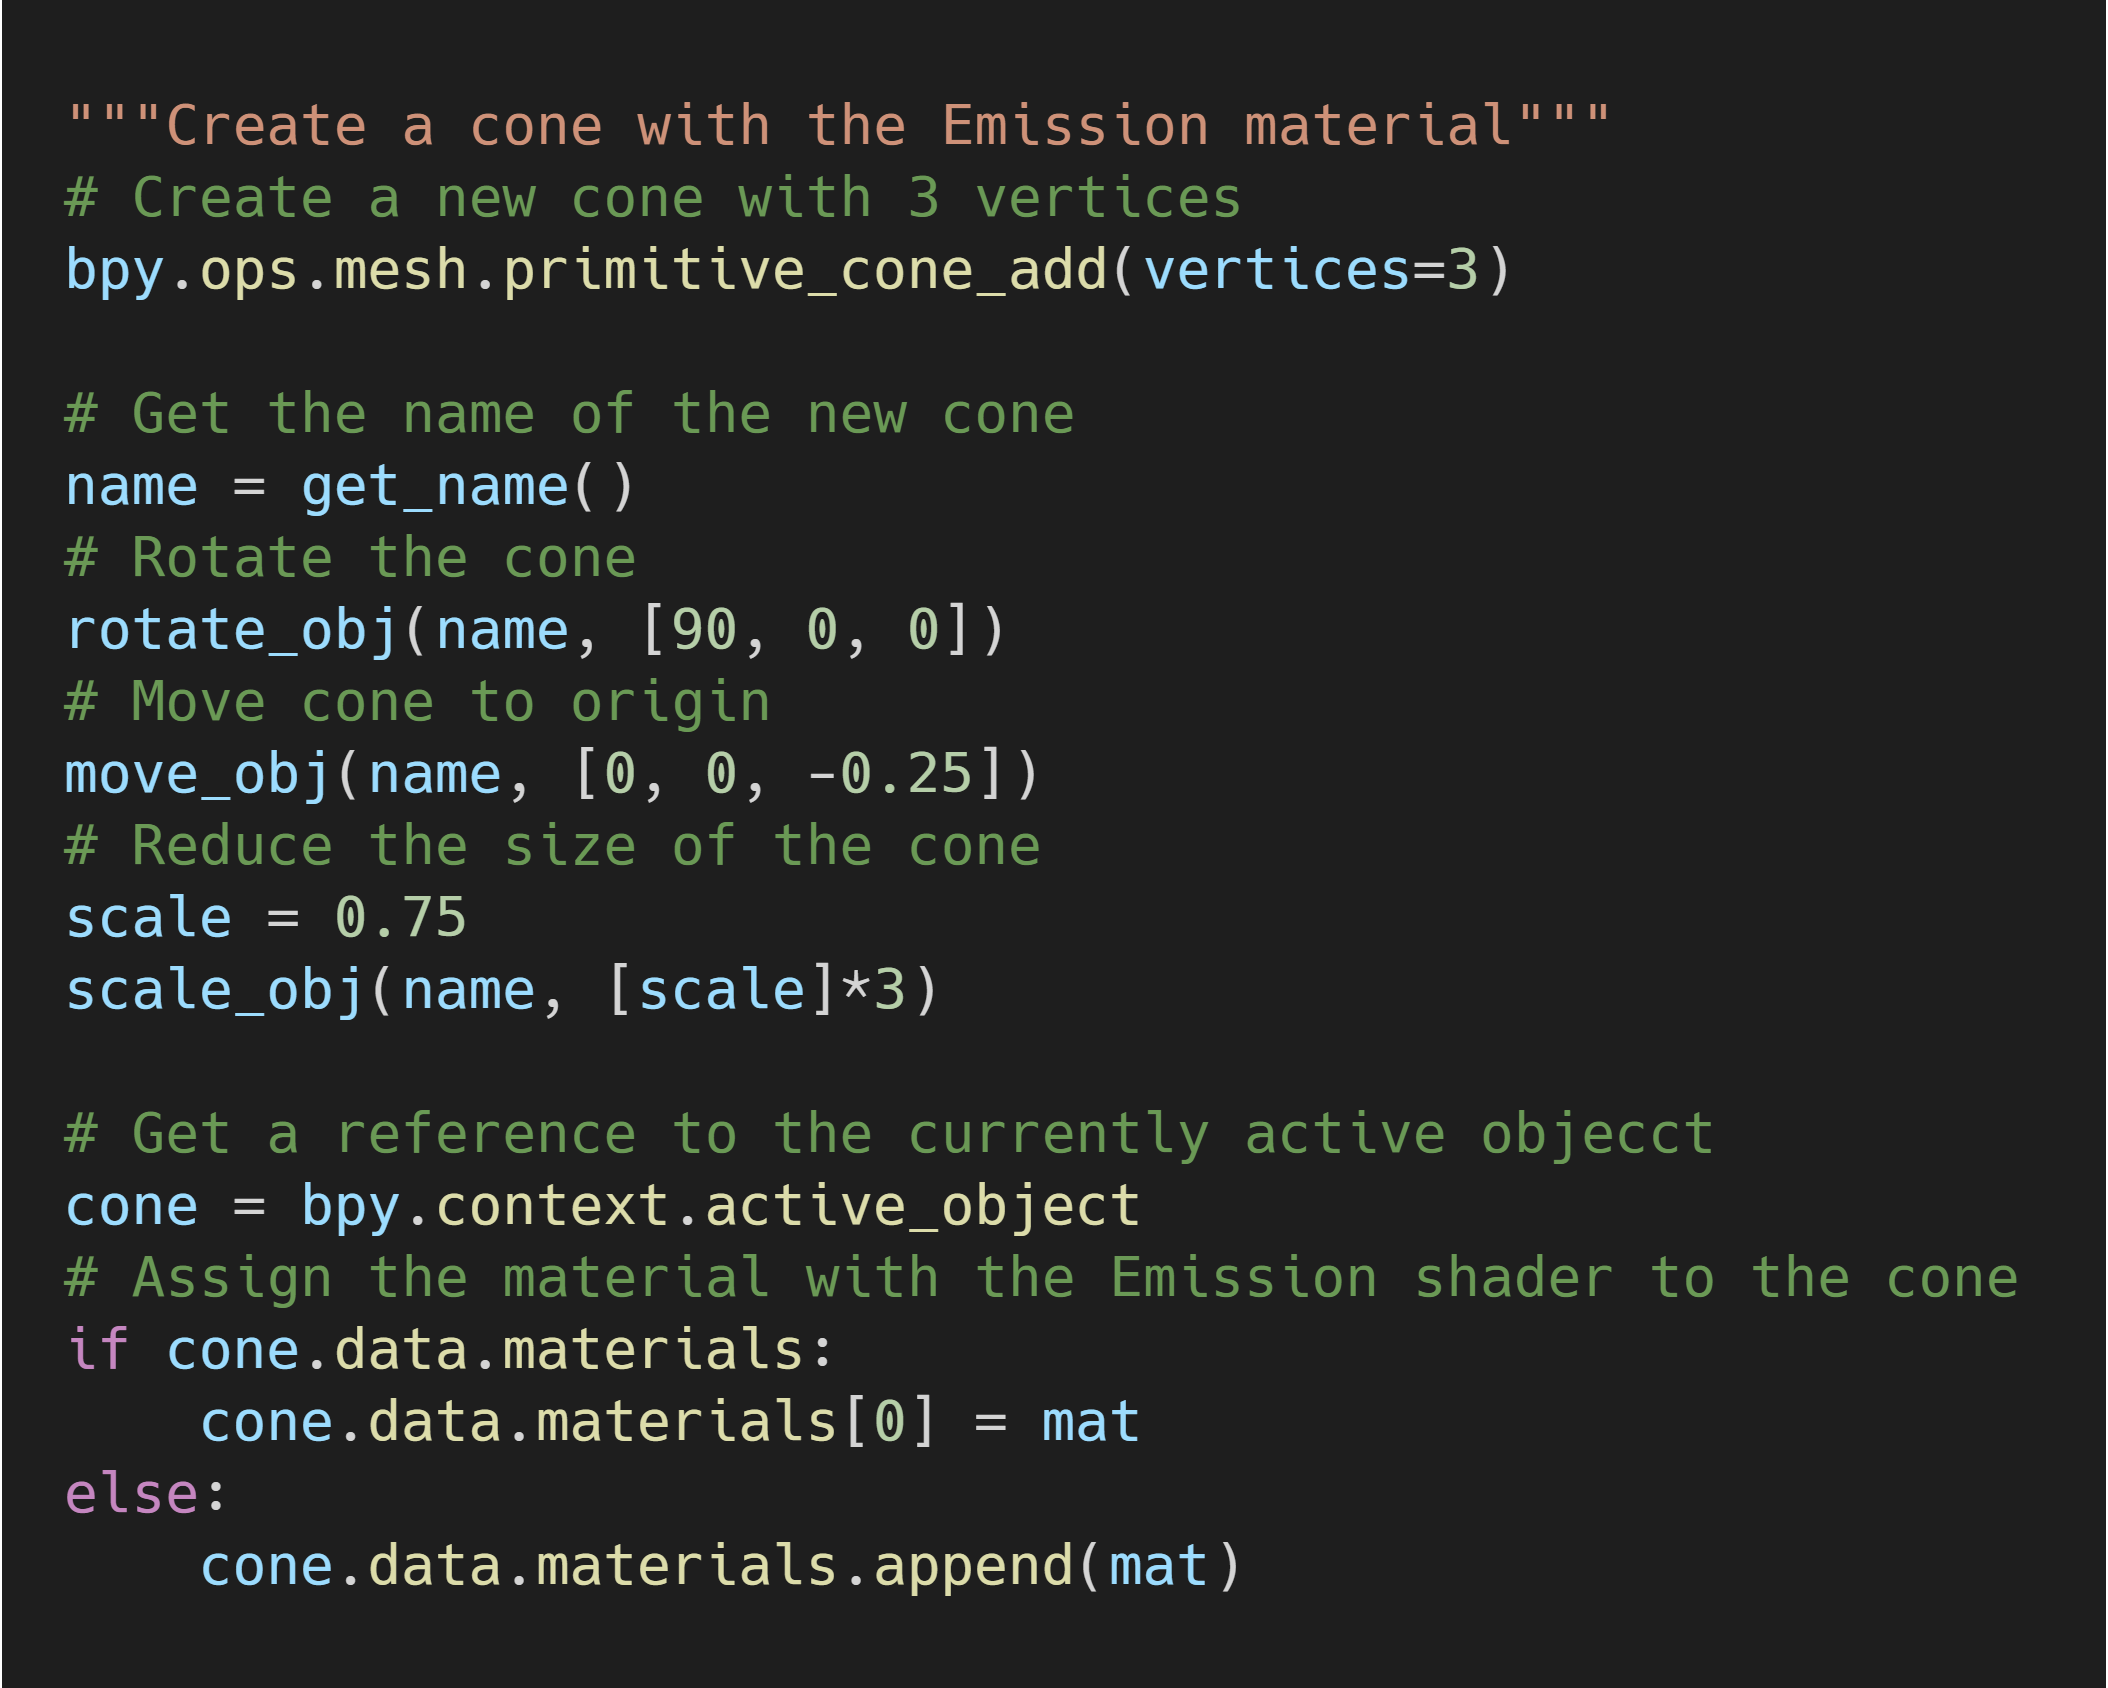 """Create a cone with the Emission material"""
# Create a new cone with 3 vertices
bpy.ops.mesh.primitive_cone_add(vertices=3)
# Get the name of the new cone
name = get_name()
# Rotate the cone
rotate_obj(name, [90, 0, 0])
# Move cone to origin
move_obj(name, [0, 0, -0.25])
# Reduce the size of the cone
scale = 0.75
scale_obj(name, [scale]*3)
# Get a reference to the currently active objecct
cone = bpy.context.active_object
# Assign the material with the Emission shader to the cone
if cone.data.materials:
    cone.data.materials[0] = mat
else:
    cone.data.materials.append(mat)